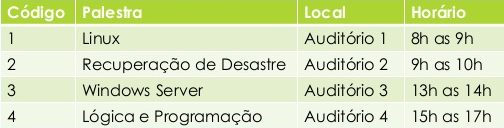 Código Palestra Local Horário
1 Linux Auditório 1 8h as 9h
2 Recuperação de Desastre Auditório 2 9h as 10h
3 Windows Server Auditório 3 13h as 14h
4 Lógica e Programação Auditório 4 15h as 17h